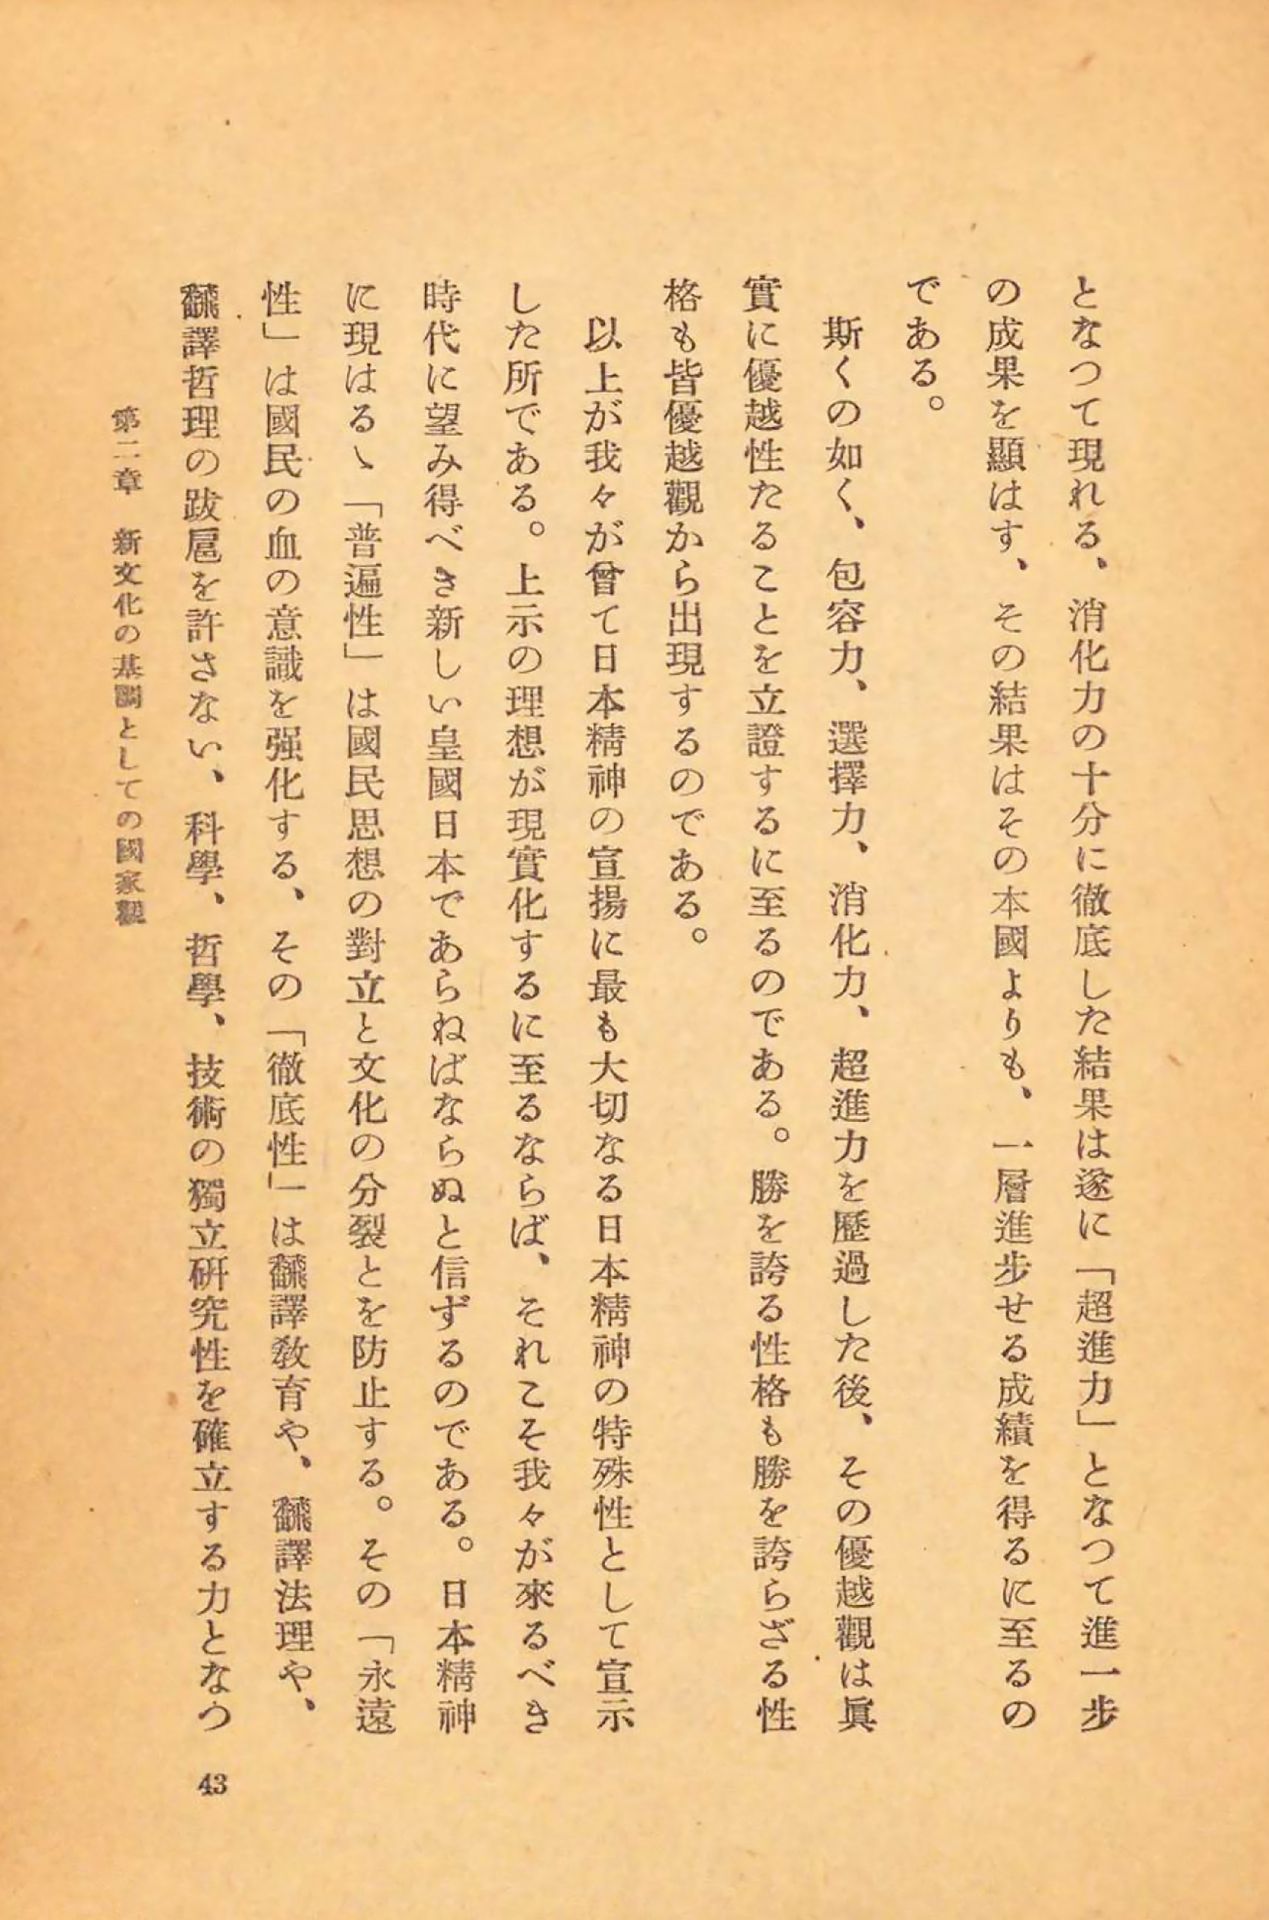 となつて現れる、消化力の十分に徹底した結果は遂に「超進力」となつて進一步
の成果を顯はす、その結果はその本國よりも、一層進步せる成績を得るに至るの
である。
斯くの如く、包容力、選擇力、消化力、超進力を歷過した後、その優越觀は眞
實に優越性たることを立證するに至るのである。勝を誇る性格も勝を誇らざる性
格も皆優越觀から出現するのである。
以上が我々が曾て日本精神の宣揚に最も大切なる日本精神の特殊性として宣示
した所である。上示の理想が現實化するに至るならば、それこそ我々が來るべき
時代に望み得べき新しい皇國日本であらねばならぬと信ずるのである。日本精神
に現はるゝ「普遍性」は國民思想の對立と文化の分裂とを防止する。その「永遠
性」は國民の血の意識を强化する、その「徹底性」は飜譯敎育や、飜譯法理や、
飜譯哲理の跋扈を許さない、科學、哲學、技術の獨立硏究性を確立する力となつ
第二章　新文化の基調としての國家觀
43